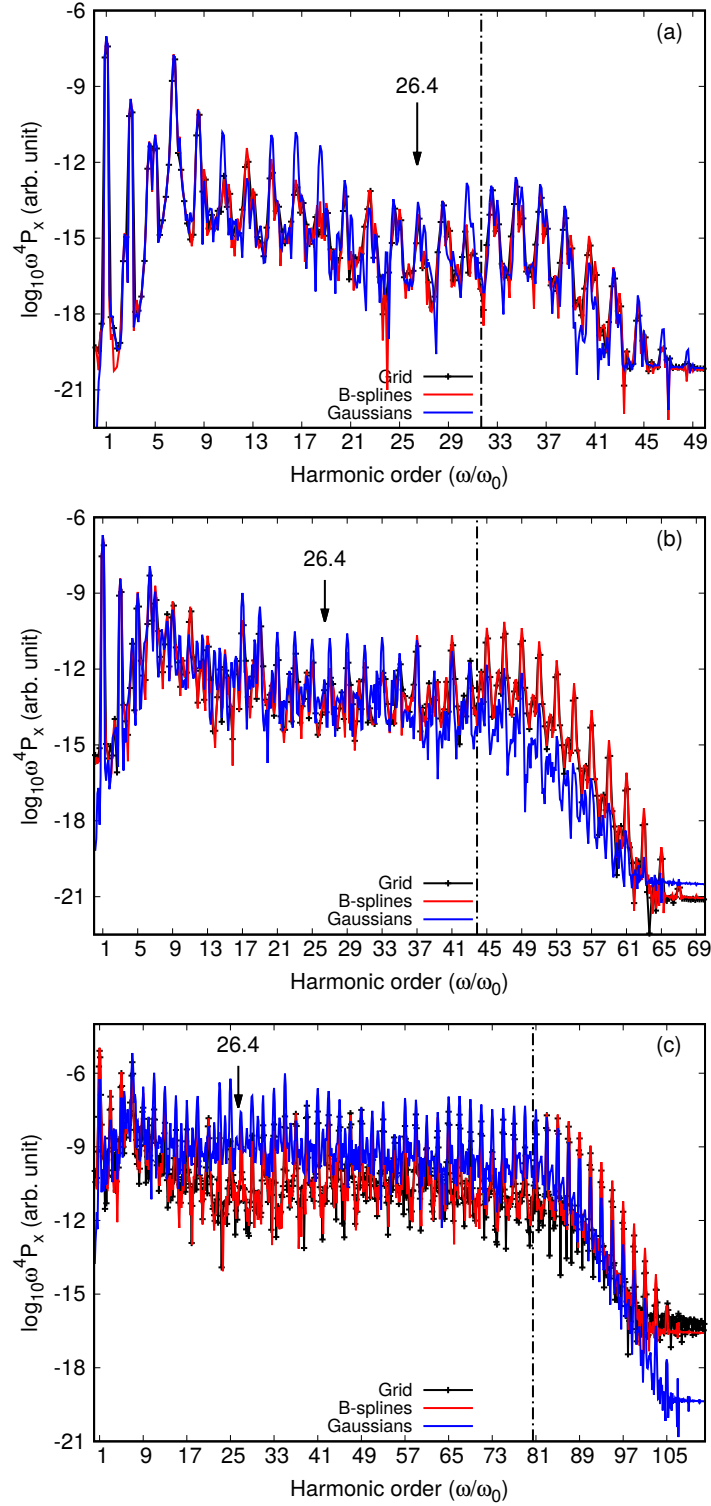 -6
(a)
-9
26.4
-12
-15
-18
-21
log10ω⁴Pₓ (arb. unit)
Grid
B-splines
Gaussians
1 5 9 13 17 21 25 29 33 37 41 45 49
Harmonic order (ω/ω₀)
-6
(b)
26.4
-9
-12
-15
-18
-21
log10ω⁴Pₓ (arb. unit)
Grid
B-splines
Gaussians
1 5 9 13 17 21 25 29 33 37 41 45 49 53 57 61 65 69
Harmonic order (ω/ω₀)
26.4
(c)
-6
-9
-12
-15
-18
-21
log10ω⁴Pₓ (arb. unit)
Grid
B-splines
Gaussians
1 9 17 25 33 41 49 57 65 73 81 89 97 105
Harmonic order (ω/ω₀)